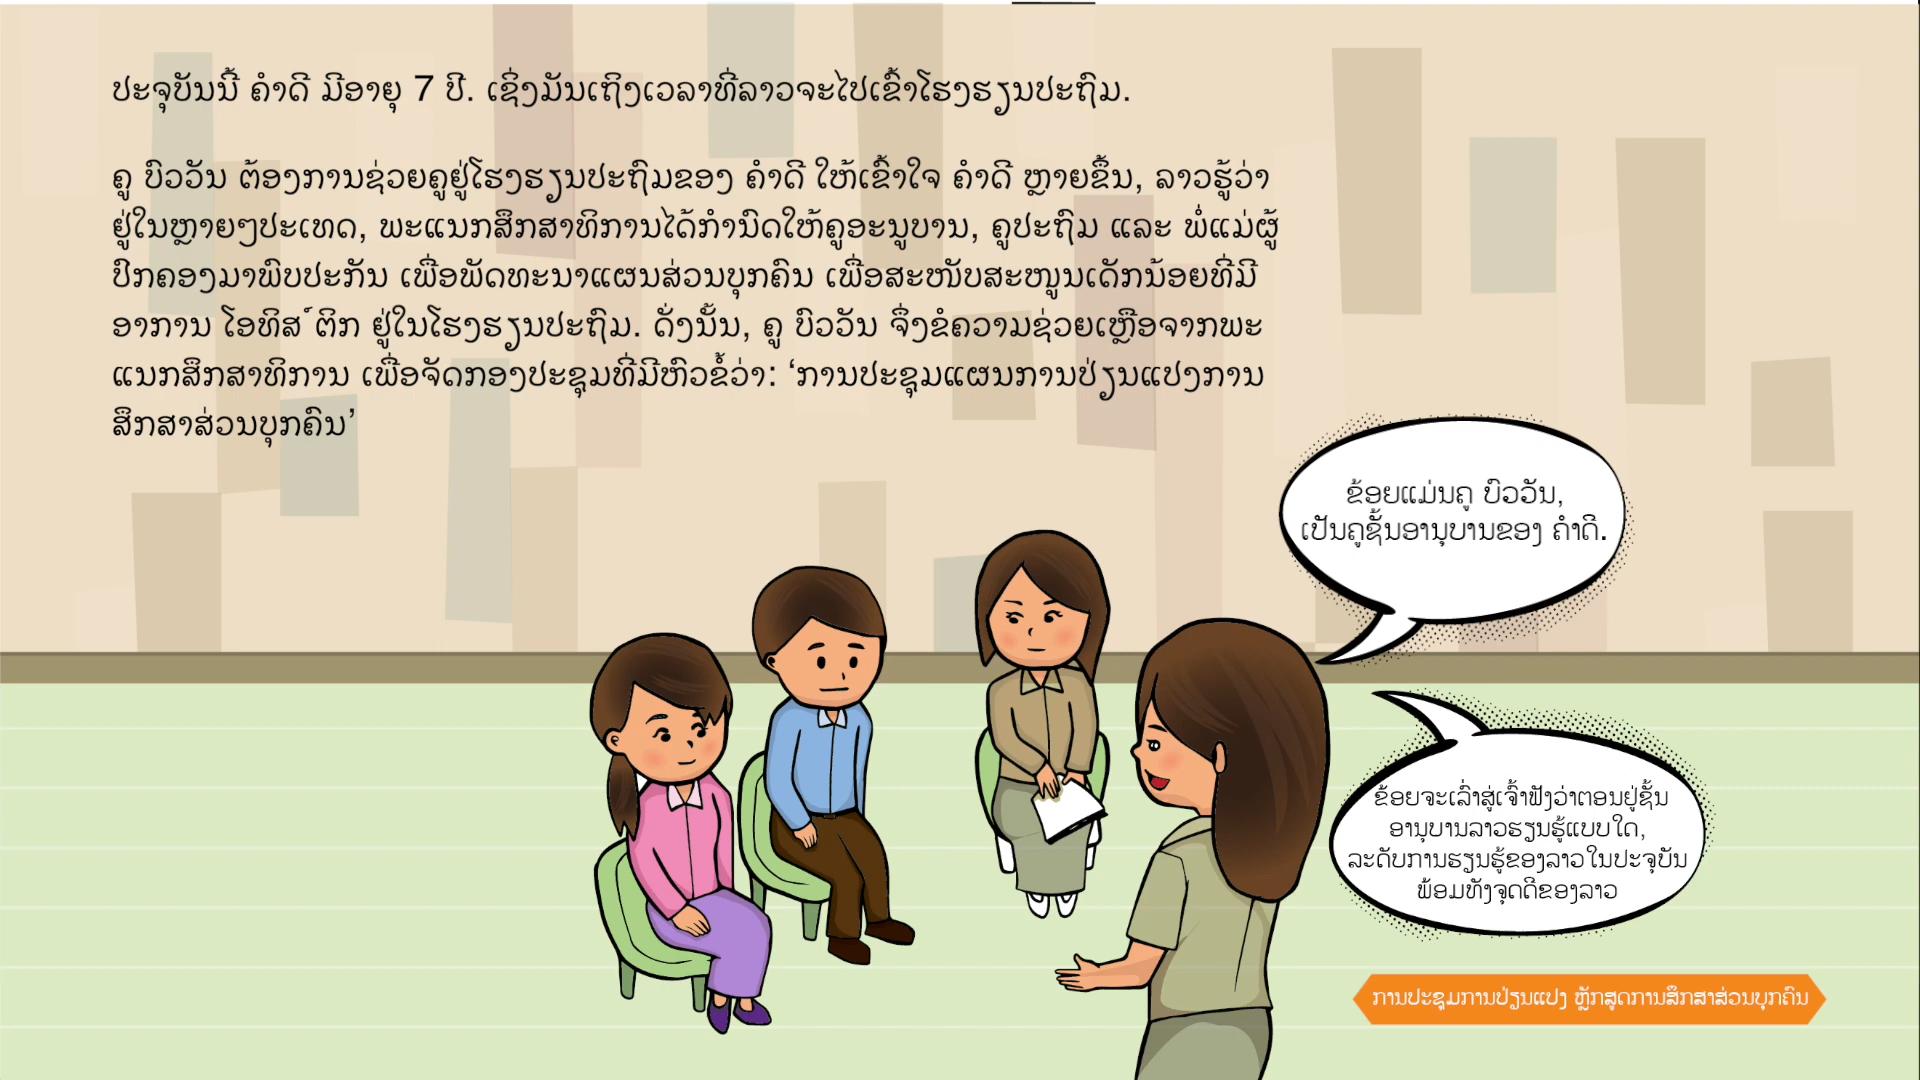 ປະຈຸບັນນີ້ ຄຳດີ ມີອາຍຸ 7 ປີ. ເຊິ່ງມັນເຖິງເວລາທີ່ລາວຈະໄປເຂົ້າໂຮງຮຽນປະຖົມ.
ຄູ ບົວວັນ ຕ້ອງການຊ່ວຍຄູຢູ່ໂຮງຮຽນປະຖົມຂອງ ຄຳດີ ໃຫ້ເຂົ້າໃຈ ຄຳດີ ຫຼາຍຂຶ້ນ, ລາວຮູ້ວ່າ
ຢູ່ໃນຫຼາຍໆປະເທດ, ພະແນກສຶກສາທິການໄດ້ກຳນົດໃຫ້ຄູອະນູບານ, ຄູປະຖົມ ແລະ ພໍ່ແມ່ຜູ້
ປົກຄອງມາພົບປະກັນ ເພື່ອພັດທະນາແຜນສ່ວນບຸກຄົນ ເພື່ອສະໜັບສະໜູນເດັກນ້ອຍທີ່ມີ
ອາການ ໂອທິສ໌ຕິກ ຢູ່ໃນໂຮງຮຽນປະຖົມ. ດັ່ງນັ້ນ, ຄູ ບົວວັນ ຈຶ່ງຂໍຄວາມຊ່ວຍເຫຼືອຈາກພະ
ແນກສຶກສາທິການ ເພື່ອຈັດກອງປະຊຸມທີ່ມີຫົວຂໍ້ວ່າ: ‘ການປະຊຸມແຜນການປ່ຽນແປງການ
ສຶກສາສ່ວນບຸກຄົນ’
ຂ້ອຍແມ່ນຄູ ບົວວັນ,
ເປັນຄູຊັ້ນອານຸບານຂອງ ຄຳດີ.
ຂ້ອຍຈະເລົ່າສູ່ເຈົ້າຟັງວ່າຕອນຢູ່ຊັ້ນ
ອານຸບານລາວຮຽນຮູ້ແບບໃດ,
ລະດັບການຮຽນຮູ້ຂອງລາວໃນປະຈຸບັນ
ພ້ອມທັງຈຸດດີຂອງລາວ
ການປະຊຸມການປ່ຽນແປງ ຫຼັກສູດການສຶກສາສ່ວນບຸກຄົນ